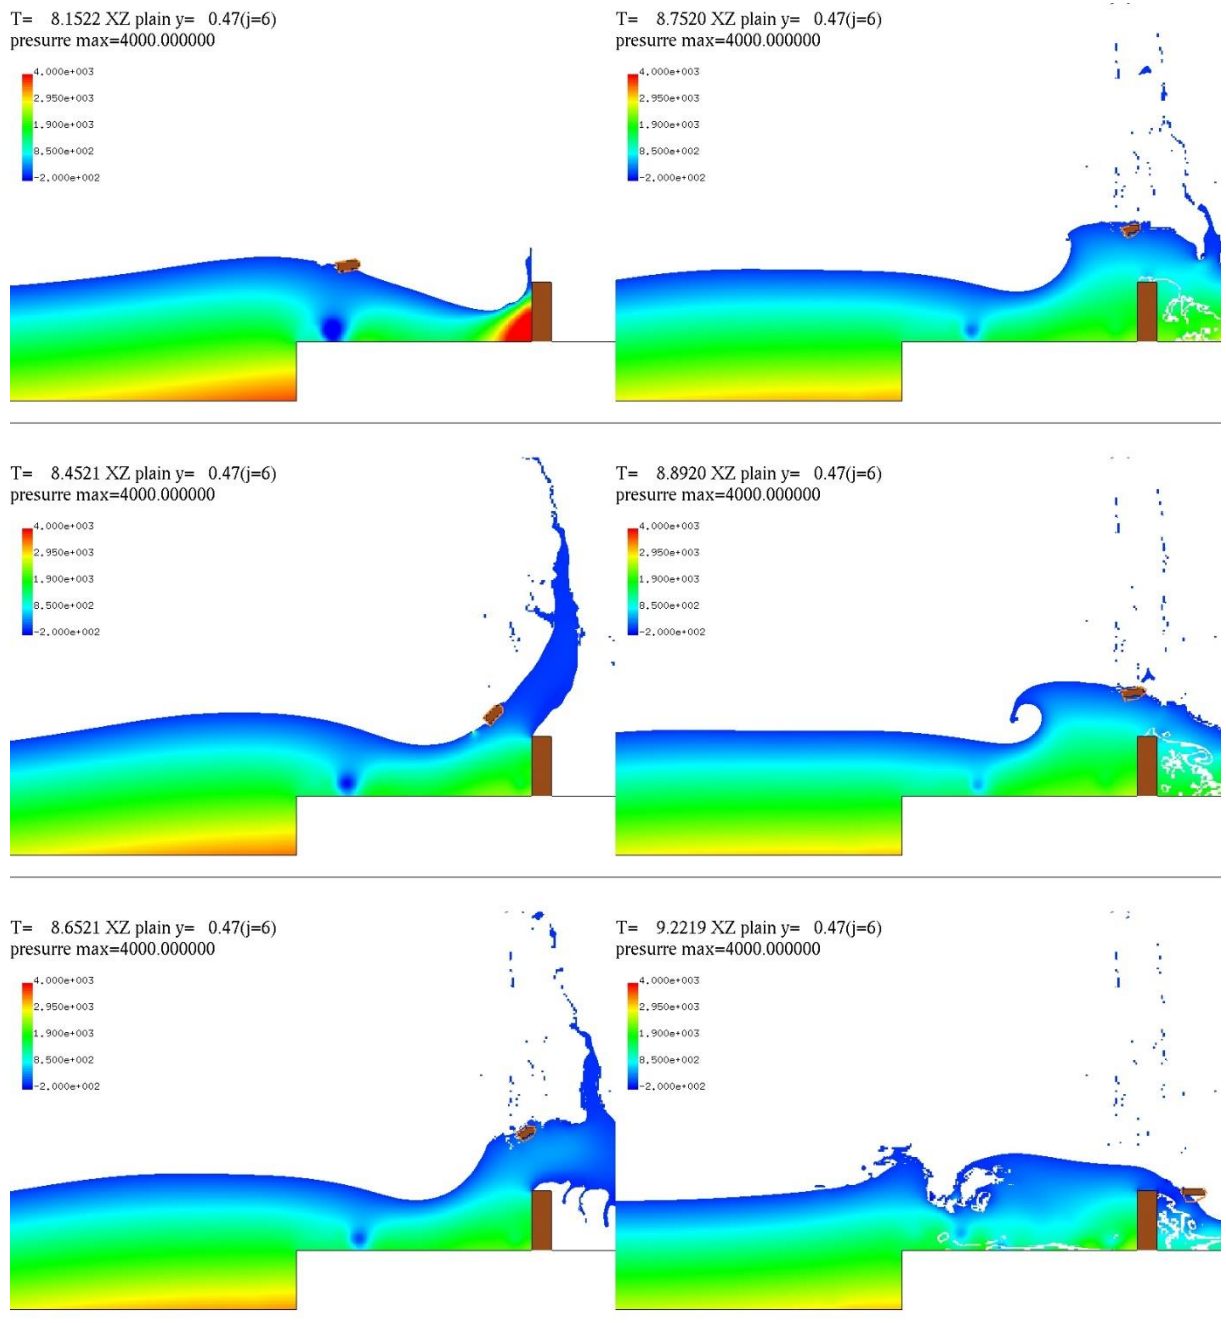 T= 8.1522 XZ plain y= 0.47(j=6)
presurre max=4000.000000
4.000e+003
2.950e+003
1.900e+003
8.500e+002
-2.000e+002
T= 8.4521 XZ plain y= 0.47(j=6)
presurre max=4000.000000
4.000e+003
2.950e+003
1.900e+003
8.500e+002
-2.000e+002
T= 8.6521 XZ plain y= 0.47(j=6)
presurre max=4000.000000
4.000e+003
2.950e+003
1.900e+003
8.500e+002
-2.000e+002
T= 8.7520 XZ plain y= 0.47(j=6)
presurre max=4000.000000
4.000e+003
2.950e+003
1.900e+003
8.500e+002
-2.000e+002
T= 8.8920 XZ plain y= 0.47(j=6)
presurre max=4000.000000
4.000e+003
2.950e+003
1.900e+003
8.500e+002
-2.000e+002
T= 9.2219 XZ plain y= 0.47(j=6)
presurre max=4000.000000
4.000e+003
2.950e+003
1.900e+003
8.500e+002
-2.000e+002